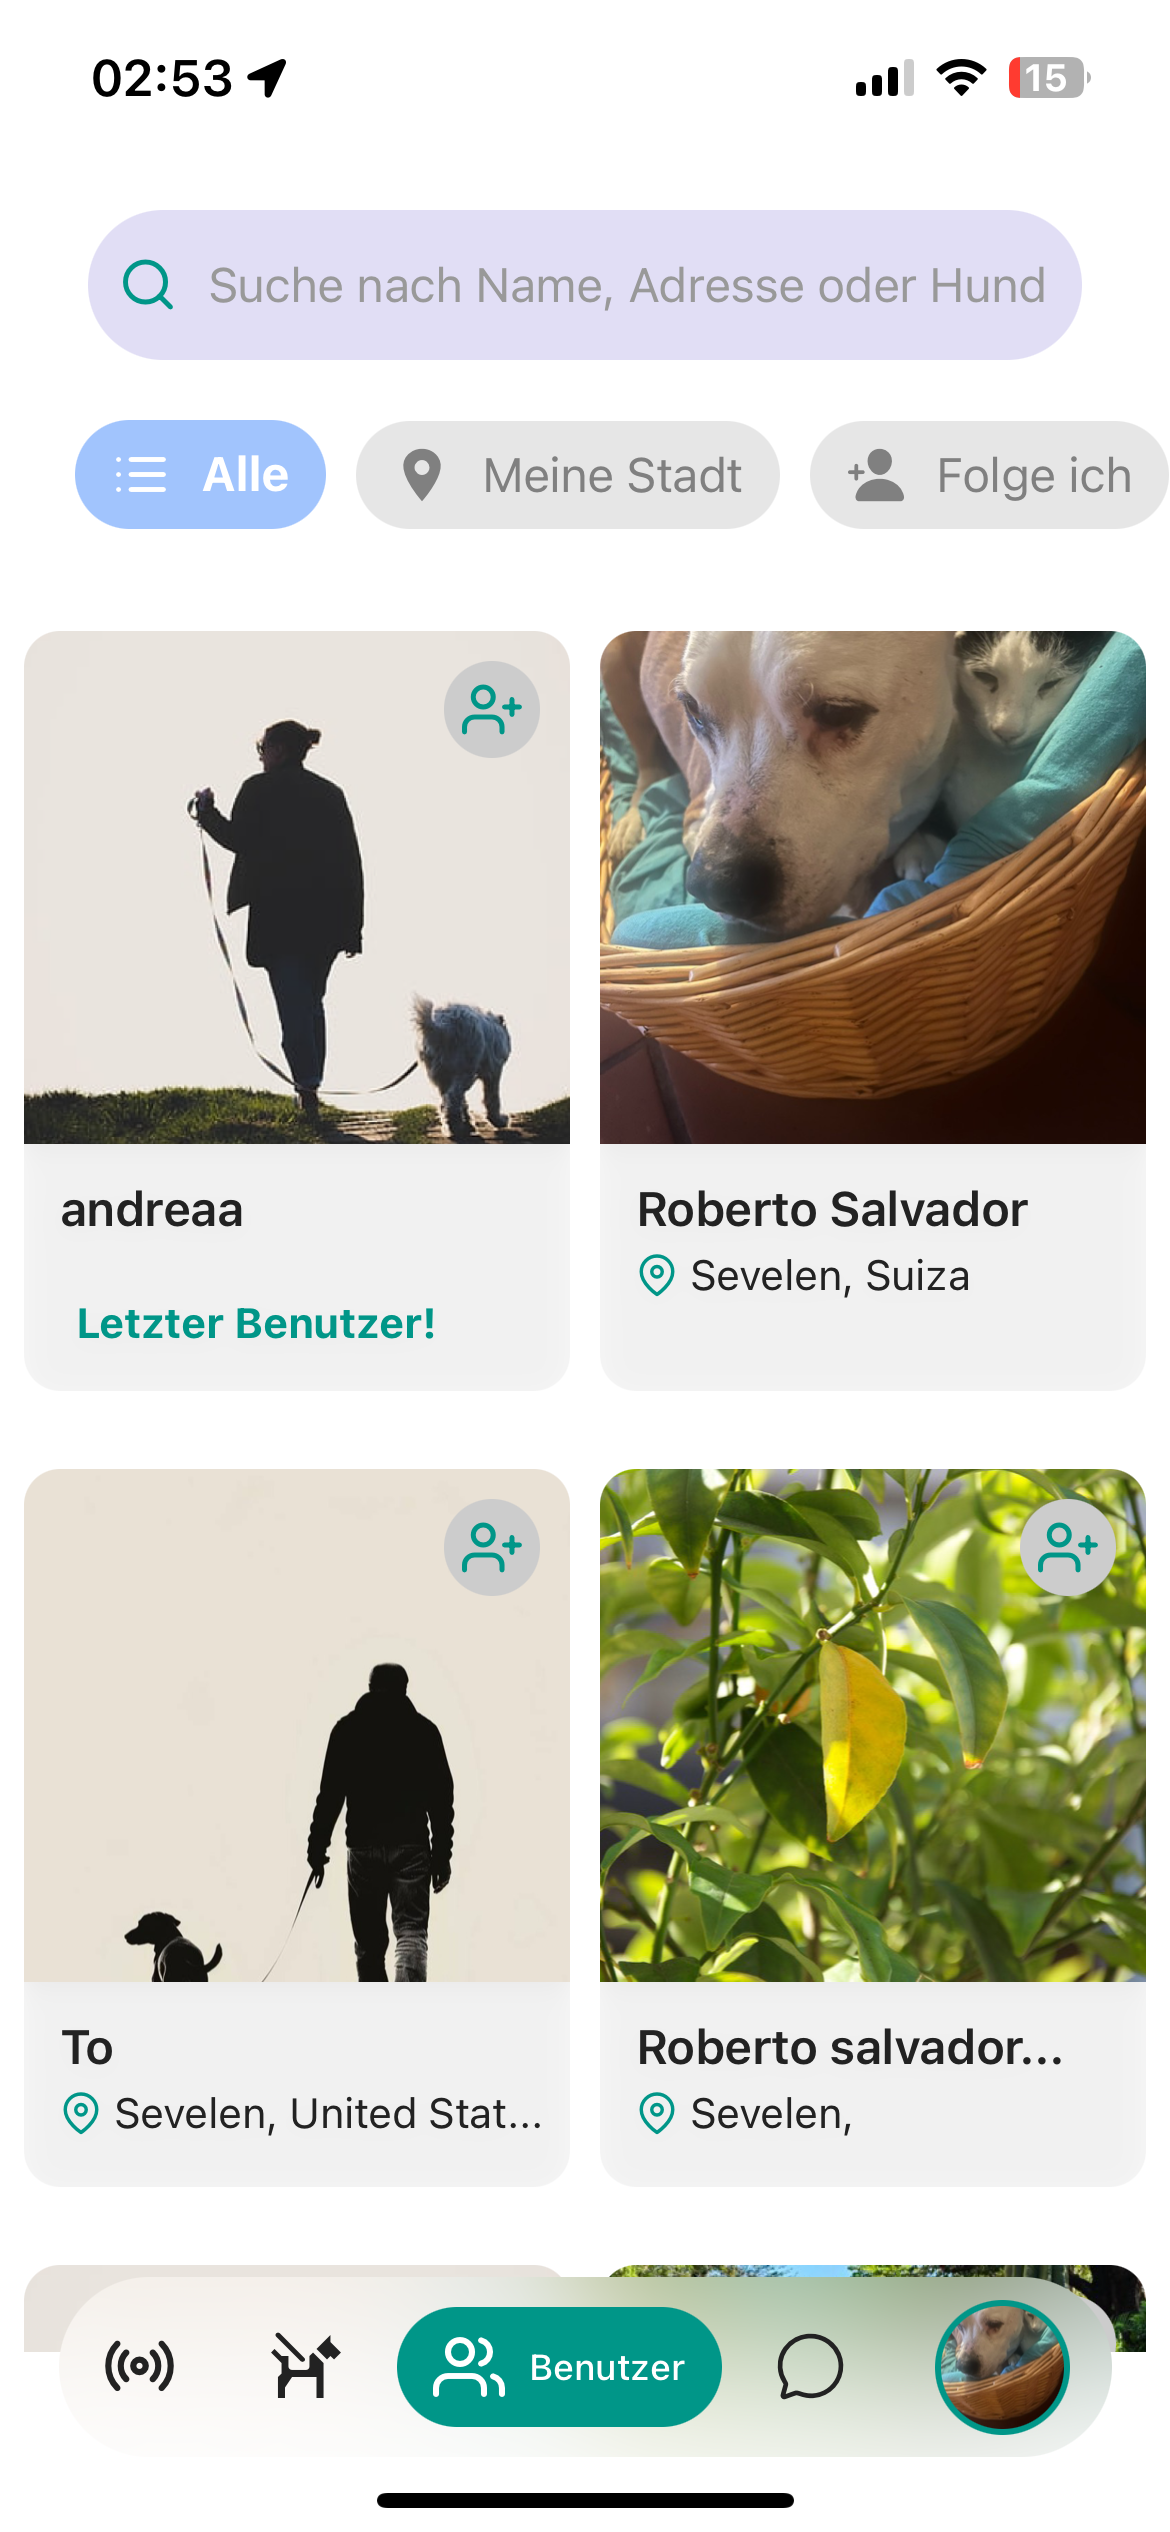 02:53
15
Suche nach Name, Adresse oder Hund
Alle
Meine Stadt
Folge ich
andreaa
Letzter Benutzer!
Roberto Salvador
Sevelen, Suiza
To
Sevelen, United Stat...
Roberto salvador...
Sevelen,
Benutzer